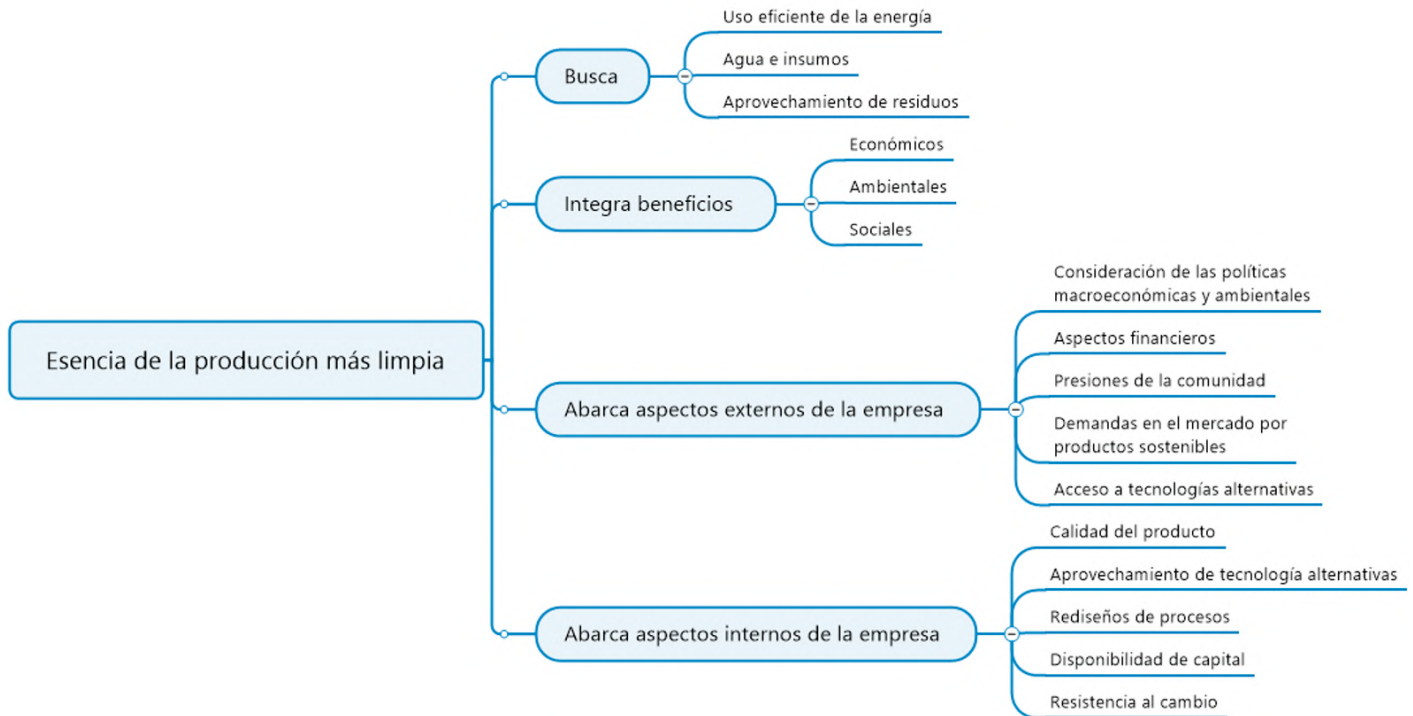 Esencia de la producción más limpia
Busca
Uso eficiente de la energía
Agua e insumos
Aprovechamiento de residuos
Integra beneficios
Económicos
Ambientales
Sociales
Abarca aspectos externos de la empresa
Consideración de las políticas
macroeconómicas y ambientales
Aspectos financieros
Presiones de la comunidad
Demandas en el mercado por
productos sostenibles
Acceso a tecnologías alternativas
Abarca aspectos internos de la empresa
Calidad del producto
Aprovechamiento de tecnología alternativas
Rediseños de procesos
Disponibilidad de capital
Resistencia al cambio